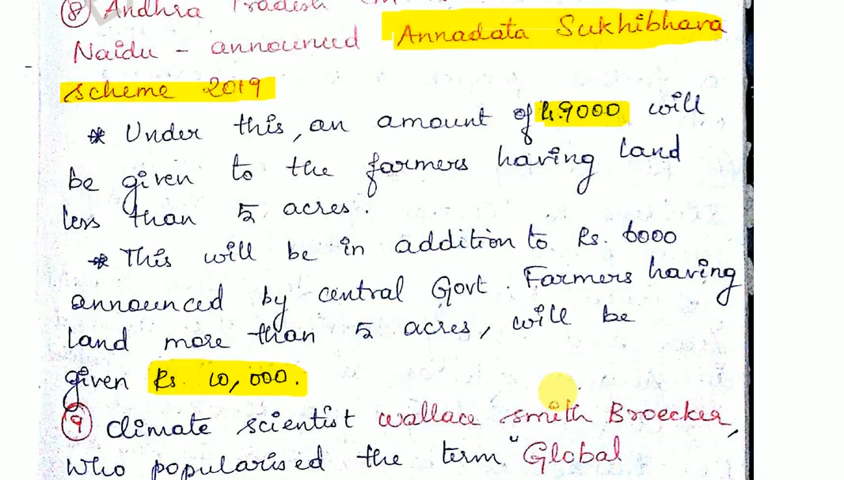 ⑧ Andhra Pradesh
Naidu - announced Annadata Sukhibhava
scheme 2019
* Under this, an amount of Rs.9000 will
be given to the farmers having land
less than 5 acres.
* This will be in addition to Rs. 6000
announced by central Govt. Farmers having
land more than 5 acres, will be
given Rs. 10,000.
⑨ Climate scientist Wallace Smith Broecker,
who popularised the term "Global